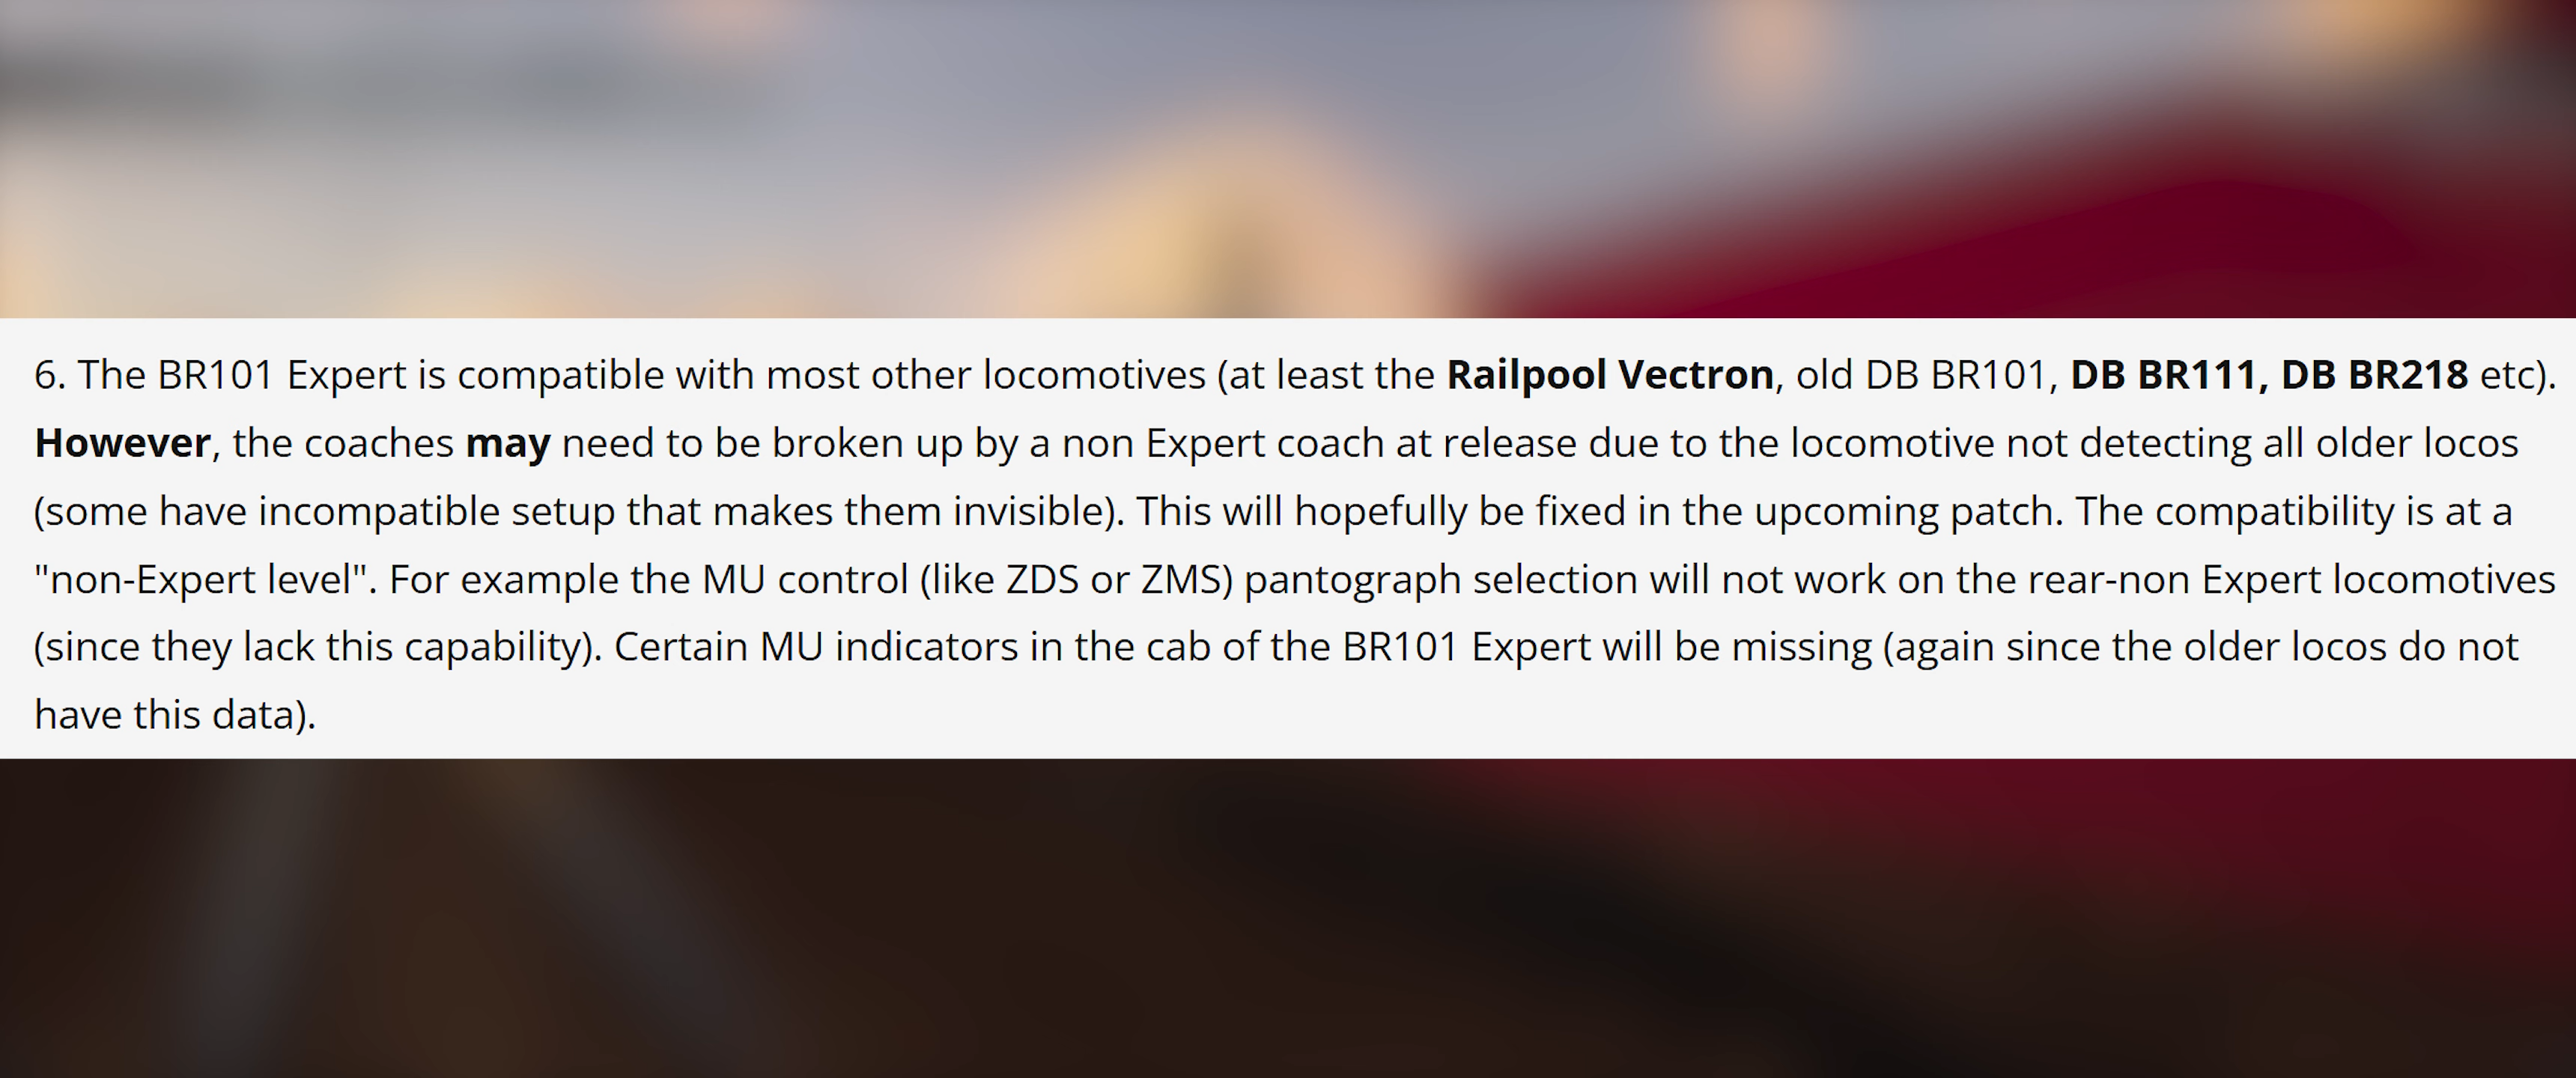 6. The BR101 Expert is compatible with most other locomotives (at least the Railpool Vectron, old DB BR101, DB BR111, DB BR218 etc).
However, the coaches may need to be broken up by a non Expert coach at release due to the locomotive not detecting all older locos
(some have incompatible setup that makes them invisible). This will hopefully be fixed in the upcoming patch. The compatibility is at a
"non-Expert level". For example the MU control (like ZDS or ZMS) pantograph selection will not work on the rear-non Expert locomotives
(since they lack this capability). Certain MU indicators in the cab of the BR101 Expert will be missing (again since the older locos do not
have this data).